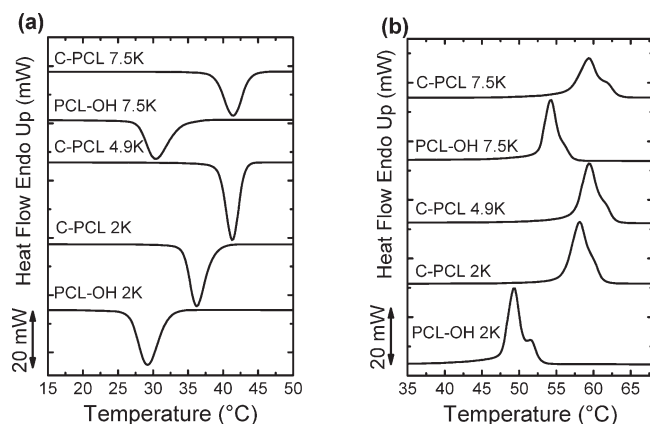 (a)
Heat Flow Endo Up (mW)
C-PCL 7.5K
PCL-OH 7.5K
C-PCL 4.9K
C-PCL 2K
PCL-OH 2K
20 mW
15 20 25 30 35 40 45 50
Temperature (°C)
(b)
Heat Flow Endo Up (mW)
C-PCL 7.5K
PCL-OH 7.5K
C-PCL 4.9K
C-PCL 2K
PCL-OH 2K
20 mW
35 40 45 50 55 60 65
Temperature (°C)